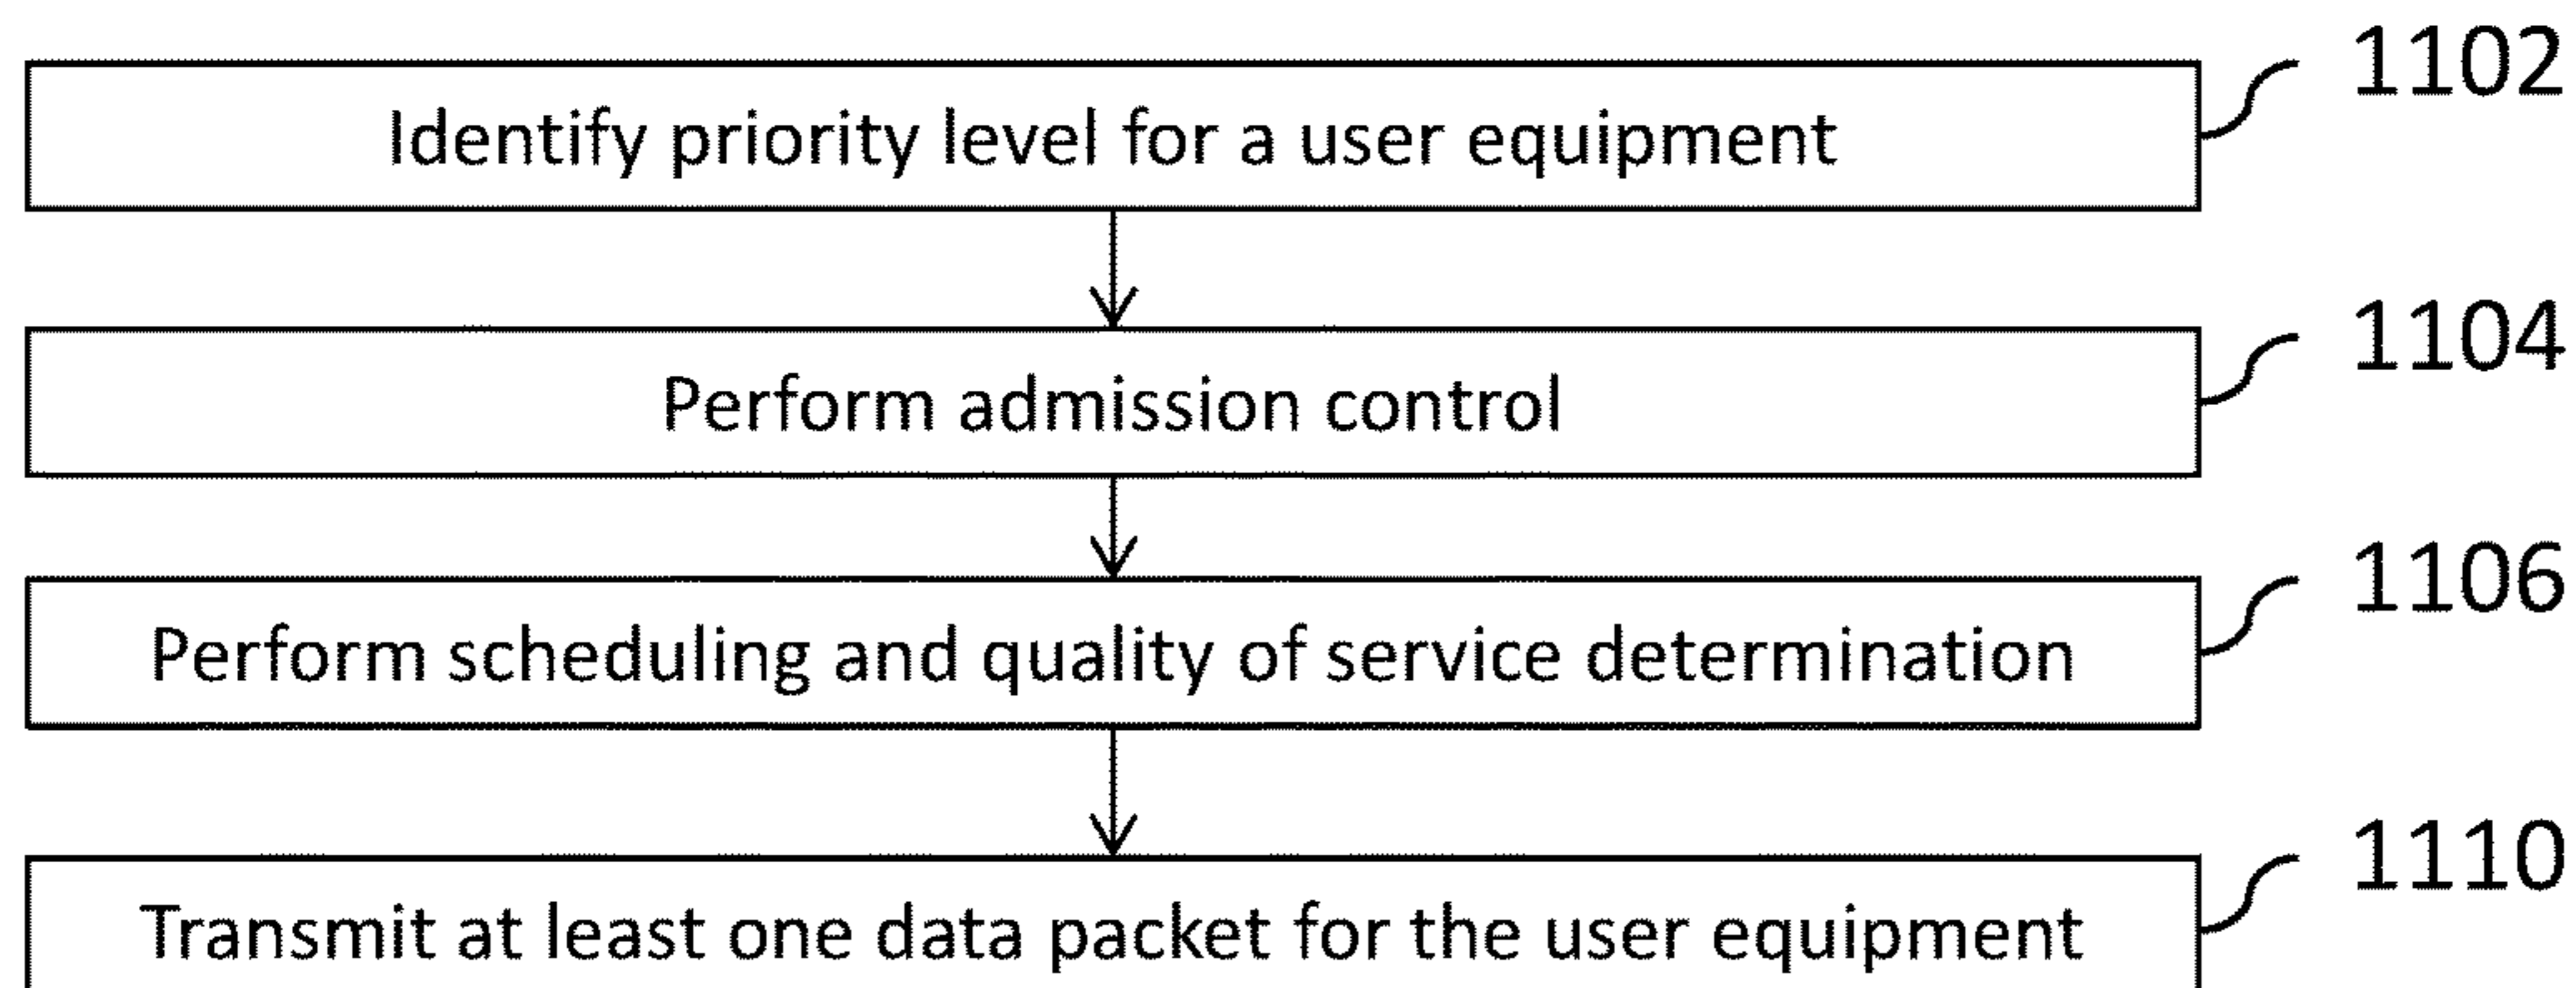 Identify priority level for a user equipment 1102
Perform admission control 1104
Perform scheduling and quality of service determination 1106
Transmit at least one data packet for the user equipment 1110